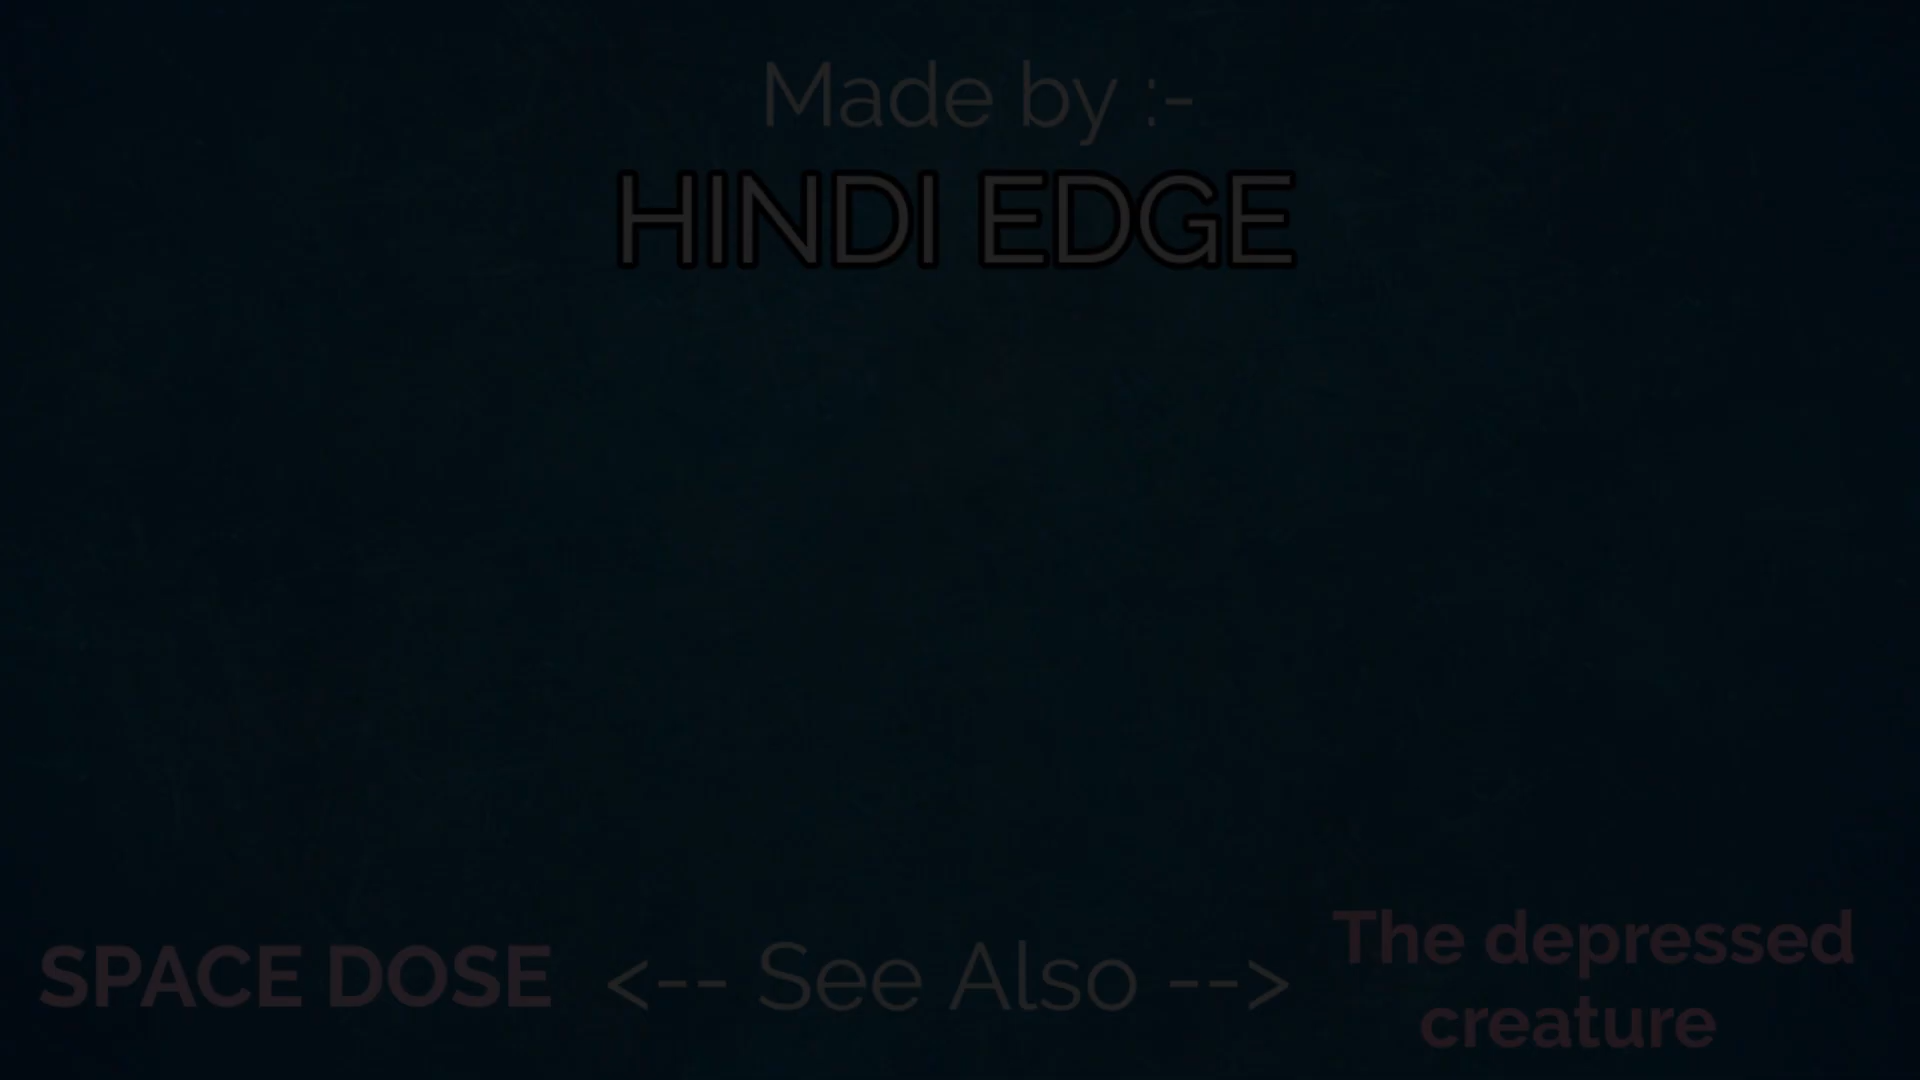 Made by :-
HINDI EDGE
SPACE DOSE <-- See Also --> The depressed
creature